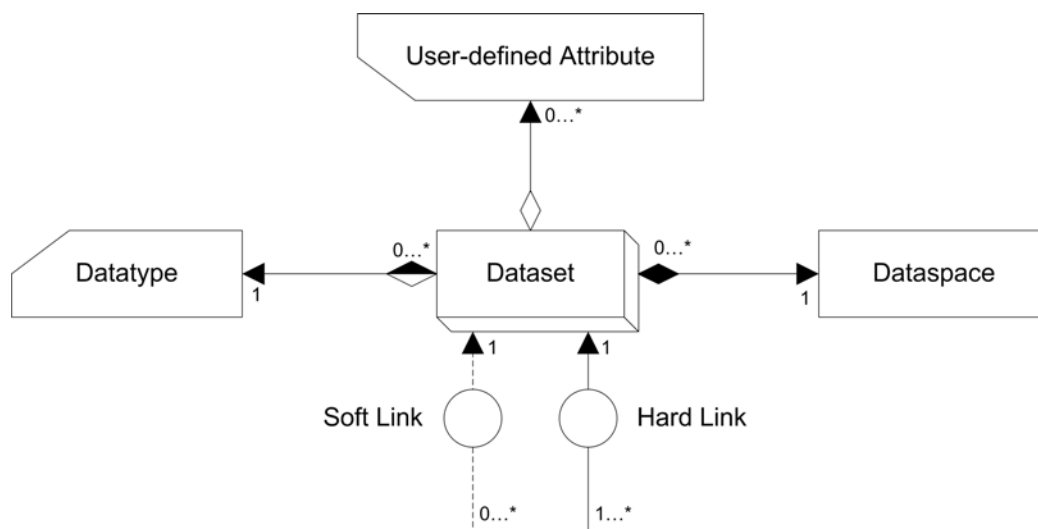 User-defined Attribute
0...*
Datatype
1
0...*
Dataset
0...*
1
Dataspace
1
1
Soft Link
Hard Link
0...*
1...*